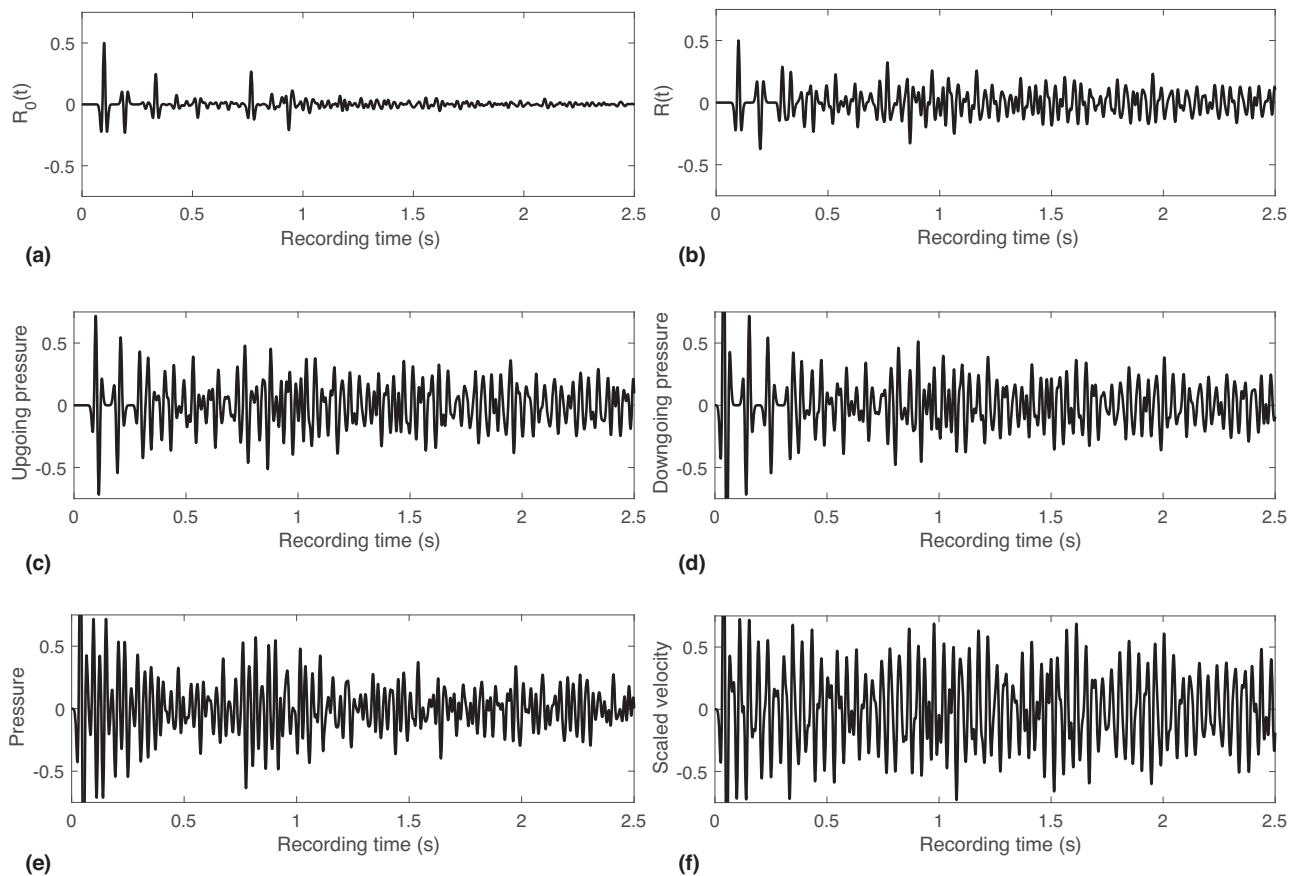 R0(t)
0.5
0
-0.5
0 0.5 1 1.5 2 2.5
Recording time (s)
(a)
R(t)
0.5
0
-0.5
0 0.5 1 1.5 2 2.5
Recording time (s)
(b)
Upgoing pressure
0.5
0
-0.5
0 0.5 1 1.5 2 2.5
Recording time (s)
(c)
Downgoing pressure
0.5
0
-0.5
0 0.5 1 1.5 2 2.5
Recording time (s)
(d)
Pressure
0.5
0
-0.5
0 0.5 1 1.5 2 2.5
Recording time (s)
(e)
Scaled velocity
0.5
0
-0.5
0 0.5 1 1.5 2 2.5
Recording time (s)
(f)